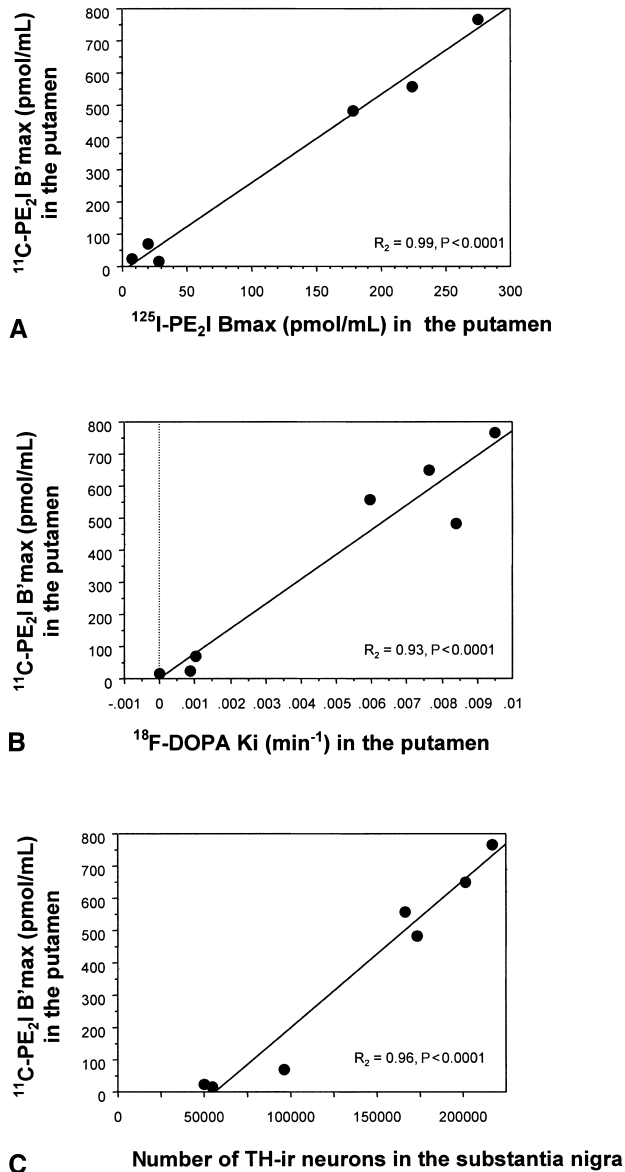 800
700
600
500
400
300
200
100
0
¹¹C-PE₂I B'max (pmol/mL)
in the putamen
R₂ = 0.99, P<0.0001
0 50 100 150 200 250 300
¹²⁵I-PE₂I Bmax (pmol/mL) in the putamen
A
800
700
600
500
400
300
200
100
0
¹¹C-PE₂I B'max (pmol/mL)
in the putamen
R₂ = 0.93, P<0.0001
-.001 0 .001 .002 .003 .004 .005 .006 .007 .008 .009 .01
¹⁸F-DOPA Ki (min⁻¹) in the putamen
B
800
700
600
500
400
300
200
100
0
¹¹C-PE₂I B'max (pmol/mL)
in the putamen
R₂ = 0.96, P<0.0001
0 50000 100000 150000 200000
Number of TH-ir neurons in the substantia nigra
C